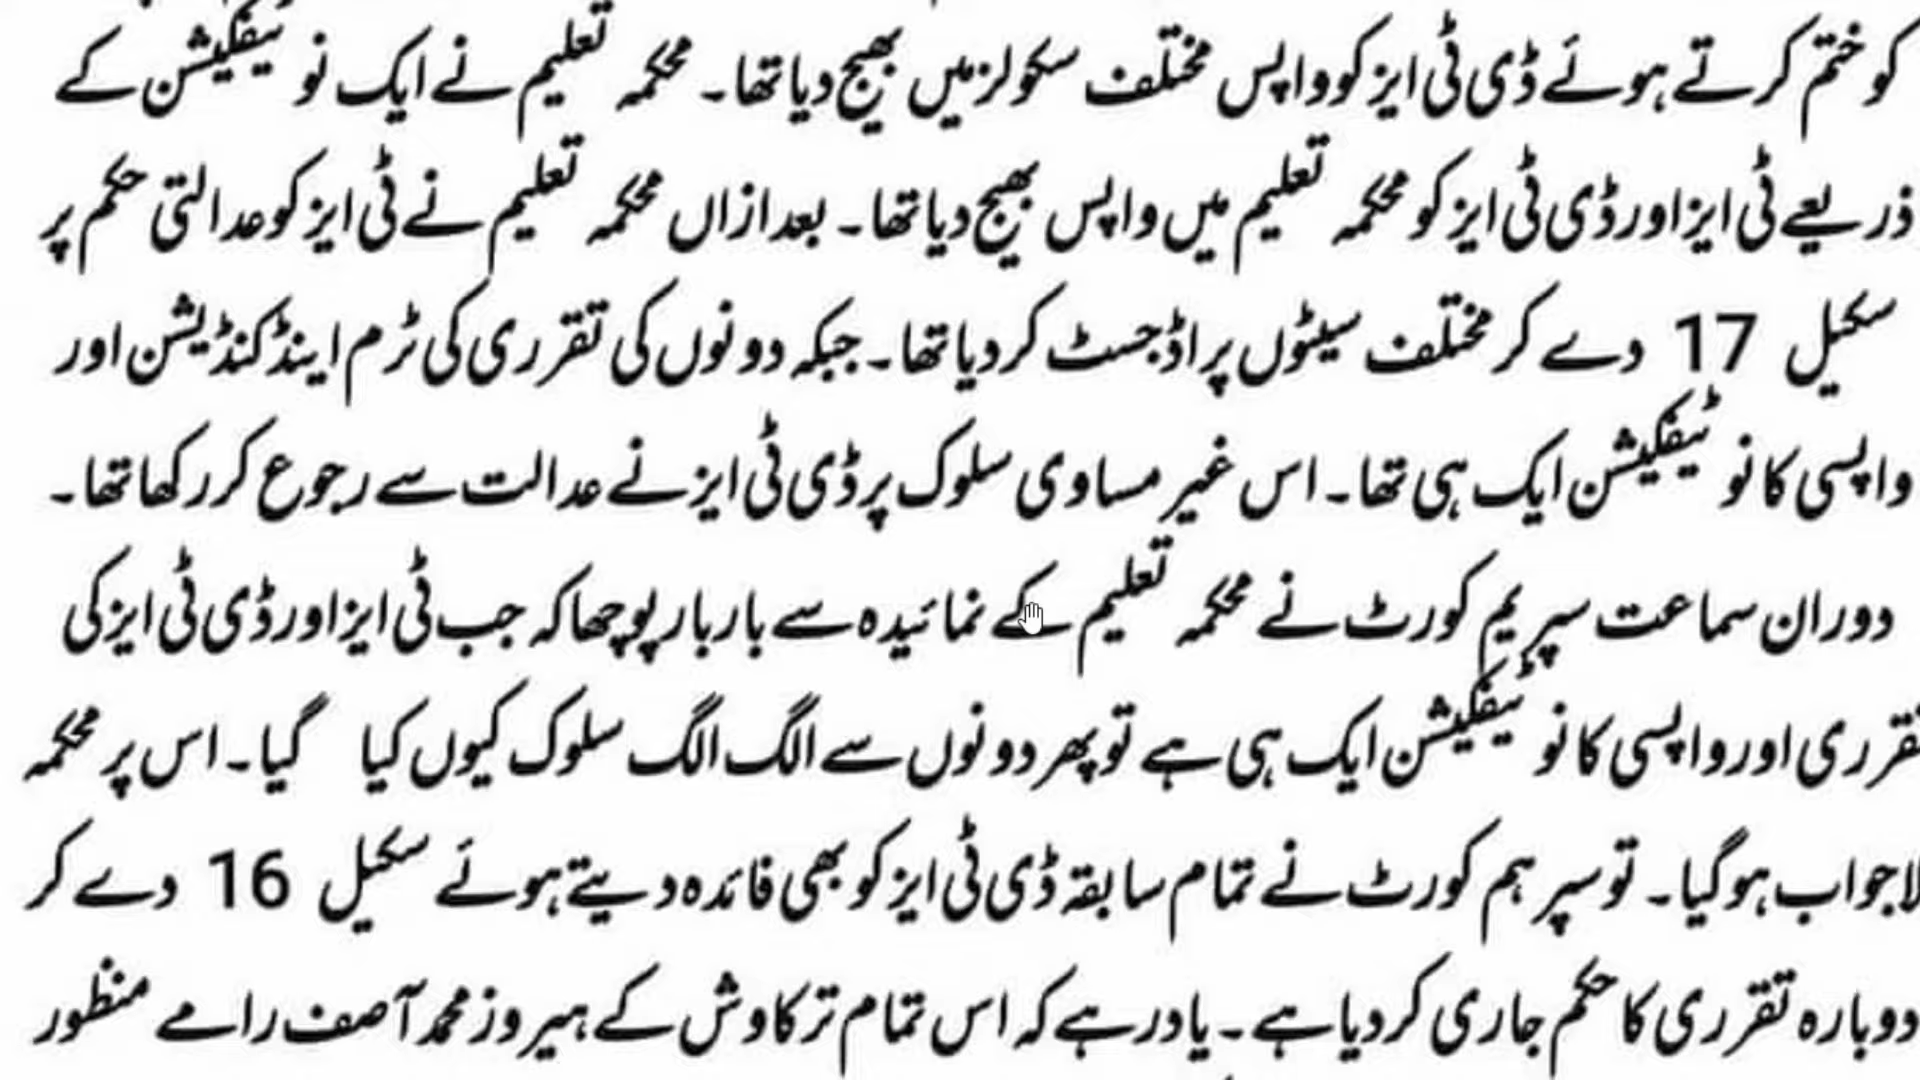 کو ختم کرتے ہوئے ڈی ٹی ایز کو واپس مختلف سکولز میں بھیج دیا تھا۔ محکمہ تعلیم نے ایک نوٹیفکیشن کے
ذریعے ٹی ایز اور ڈی ٹی ایز کو محکمہ تعلیم میں واپس بھیج دیا تھا۔ بعد ازاں محکمہ تعلیم نے ٹی ایز کو عدالتی حکم پر
سکیل 17 دے کر مختلف سیٹوں پر اڈجسٹ کر دیا تھا۔ جبکہ دونوں کی تقرری کی ٹرم اینڈ کنڈیشن اور
واپسی کا نوٹیفکیشن ایک ہی تھا۔ اس غیر مساوی سلوک پر ڈی ٹی ایز نے عدالت سے رجوع کر رکھا تھا۔
دوران سماعت سپریم کورٹ نے محکمہ تعلیم کے نمائیدہ سے بار بار پوچھا کہ جب ٹی ایز اور ڈی ٹی ایز کی
تقرری اور واپسی کا نوٹیفکیشن ایک ہی ہے تو پھر دونوں سے الگ الگ سلوک کیوں کیا گیا۔ اس پر محکمہ
لاجواب ہو گیا۔ تو سپر ہم کورٹ نے تمام سابقہ ڈی ٹی ایز کو بھی فائدہ دیتے ہوئے سکیل 16 دے کر
دوبارہ تقرری کا حکم جاری کر دیا ہے۔ یاد رہے کہ اس تمام تر کاوش کے ہیروز محمد آصف رامے منظور